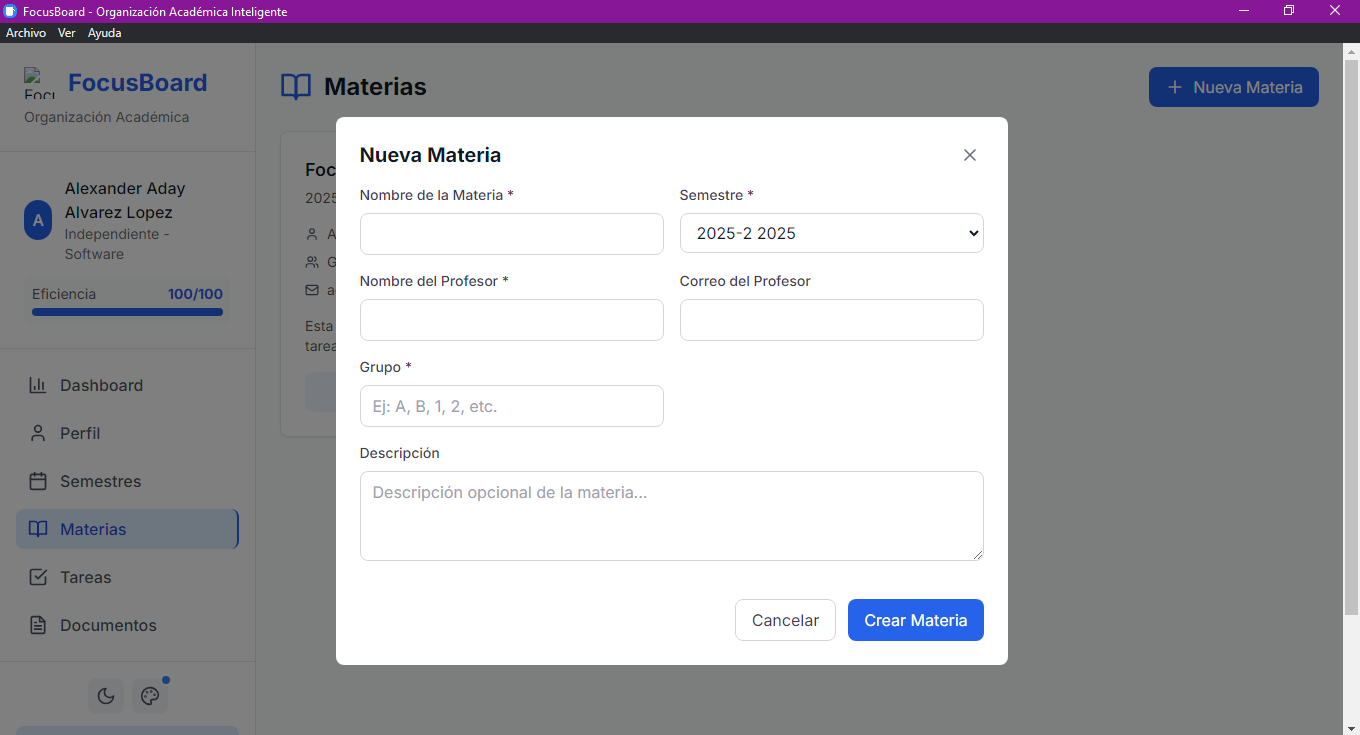 FocusBoard - Organización Académica Inteligente
Archivo Ver Ayuda
FocusBoard
Organización Académica
Alexander Aday
Alvarez Lopez
A
Independiente -
Software
Eficiencia 100/100
Dashboard
Perfil
Semestres
Materias
Tareas
Documentos
Materias
+ Nueva Materia
Foc
2025
A
G
a
Esta
tarea
Nueva Materia
Nombre de la Materia *
Semestre *
2025-2 2025
Nombre del Profesor *
Correo del Profesor
Grupo *
Ej: A, B, 1, 2, etc.
Descripción
Descripción opcional de la materia...
Cancelar
Crear Materia